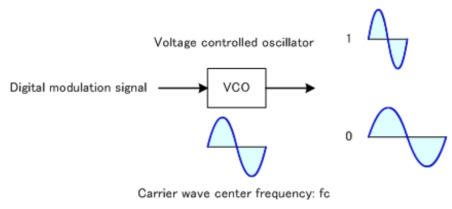 Voltage controlled oscillator
1
Digital modulation signal
VCO
0
Carrier wave center frequency: fc